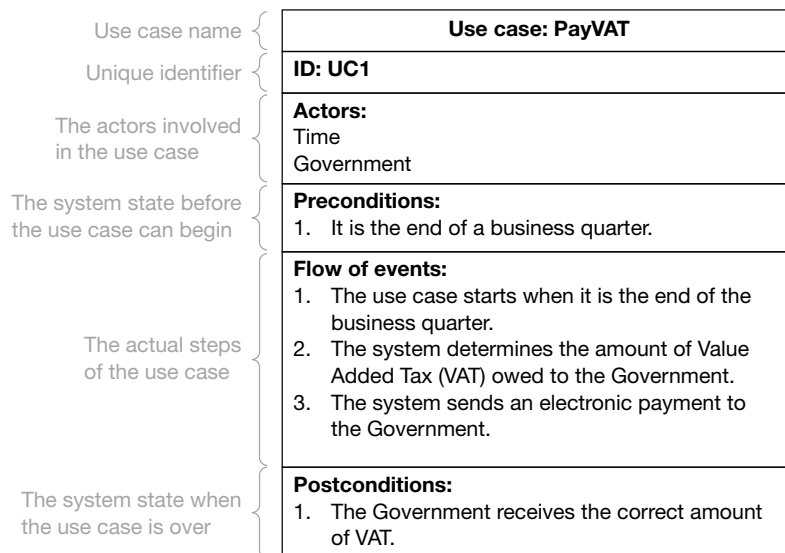 Use case name
Use case: PayVAT
Unique identifier
ID: UC1
The actors involved
in the use case
Actors:
Time
Government
The system state before
the use case can begin
Preconditions:
1. It is the end of a business quarter.
The actual steps
of the use case
Flow of events:
1. The use case starts when it is the end of the
business quarter.
2. The system determines the amount of Value
Added Tax (VAT) owed to the Government.
3. The system sends an electronic payment to
the Government.
The system state when
the use case is over
Postconditions:
1. The Government receives the correct amount
of VAT.